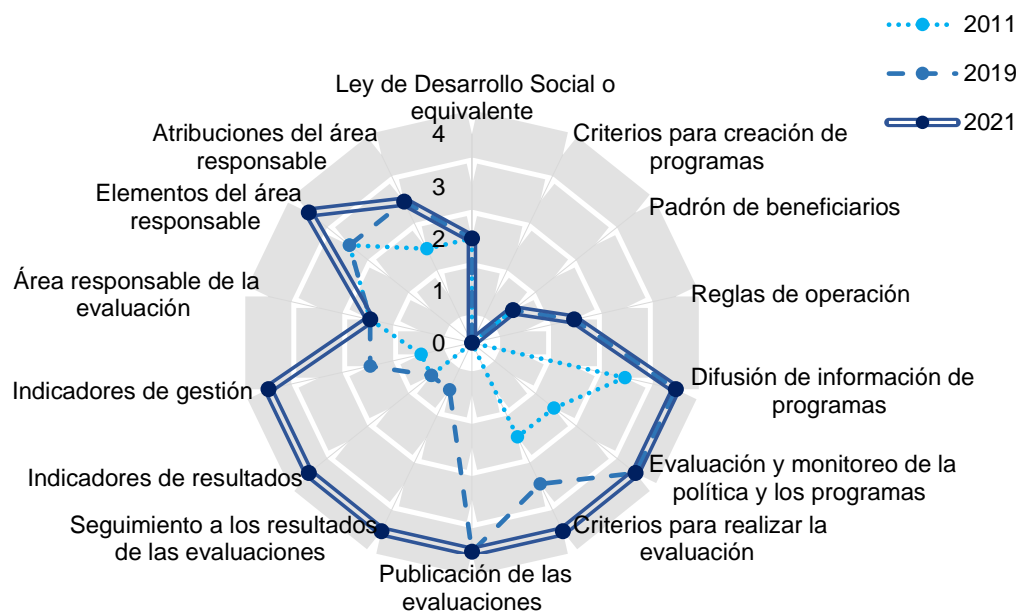 2011
2019
2021
Ley de Desarrollo Social o
equivalente
Criterios para creación de
programas
Padrón de beneficiarios
Reglas de operación
Difusión de información de
programas
Evaluación y monitoreo de la
política y los programas
Criterios para realizar la
evaluación
Publicación de las
evaluaciones
Seguimiento a los resultados
de las evaluaciones
Indicadores de resultados
Indicadores de gestión
Área responsable de la
evaluación
Elementos del área
responsable
Atribuciones del área
responsable
4
3
2
1
0